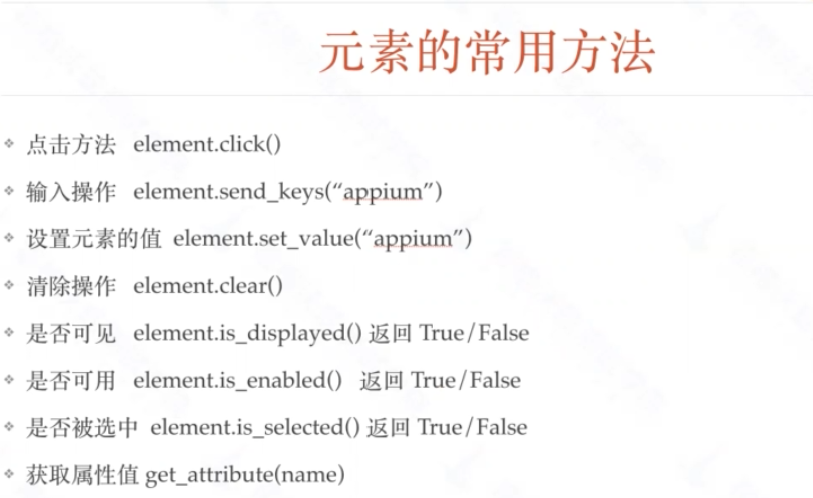 元素的常用方法
点击方法 element.click()
输入操作 element.send_keys(“appium”)
设置元素的值 element.set_value(“appium”)
清除操作 element.clear()
是否可见 element.is_displayed() 返回 True/False
是否可用 element.is_enabled() 返回 True/False
是否被选中 element.is_selected() 返回 True/False
获取属性值 get_attribute(name)